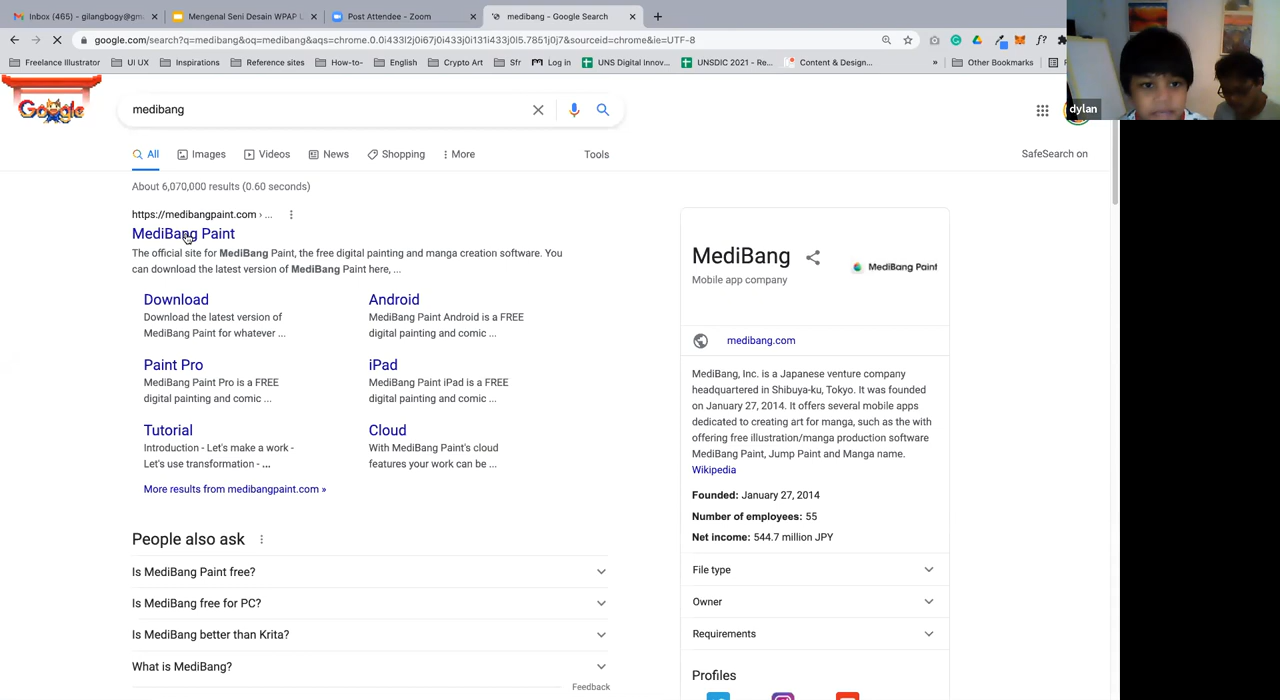 Inbox (465) - gilangbogy@gm
Mengenal Seni Desain WPAP L
Post Attendee - Zoom
medibang - Google Search
google.com/search?q=medibang&oq=medibang&aqs=chrome.0.0i433l2j0i67j0i433j0i131i433j0l5.7851j0j7&sourceid=chrome&ie=UTF-8
Freelance Illustrator
UI UX
Inspirations
Reference sites
How-to-
English
Crypto Art
Sfr
Log in
UNS Digital Innov...
UNSDIC 2021 - Re...
Content & Design...
»
Other Bookmarks
dylan
Google
medibang
All
Images
Videos
News
Shopping
More
Tools
SafeSearch on
About 6,070,000 results (0.60 seconds)
https://medibangpaint.com › ...
MediBang Paint
The official site for MediBang Paint, the free digital painting and manga creation software. You
can download the latest version of MediBang Paint here, ...
Download
Download the latest version of
MediBang Paint for whatever ...
Android
MediBang Paint Android is a FREE
digital painting and comic ...
Paint Pro
MediBang Paint Pro is a FREE
digital painting and comic ...
iPad
MediBang Paint iPad is a FREE
digital painting and comic ...
Tutorial
Introduction - Let's make a work -
Let's use transformation - ...
Cloud
With MediBang Paint's cloud
features your work can be ...
More results from medibangpaint.com »
People also ask
Is MediBang Paint free?
Is MediBang free for PC?
Is MediBang better than Krita?
What is MediBang?
Feedback
MediBang
Mobile app company
MediBang Paint
medibang.com
MediBang, Inc. is a Japanese venture company
headquartered in Shibuya-ku, Tokyo. It was founded
on January 27, 2014. It offers several mobile apps
dedicated to creating art for manga, such as the with
offering free illustration/manga production software
MediBang Paint, Jump Paint and Manga name.
Wikipedia
Founded: January 27, 2014
Number of employees: 55
Net income: 544.7 million JPY
File type
Owner
Requirements
Profiles